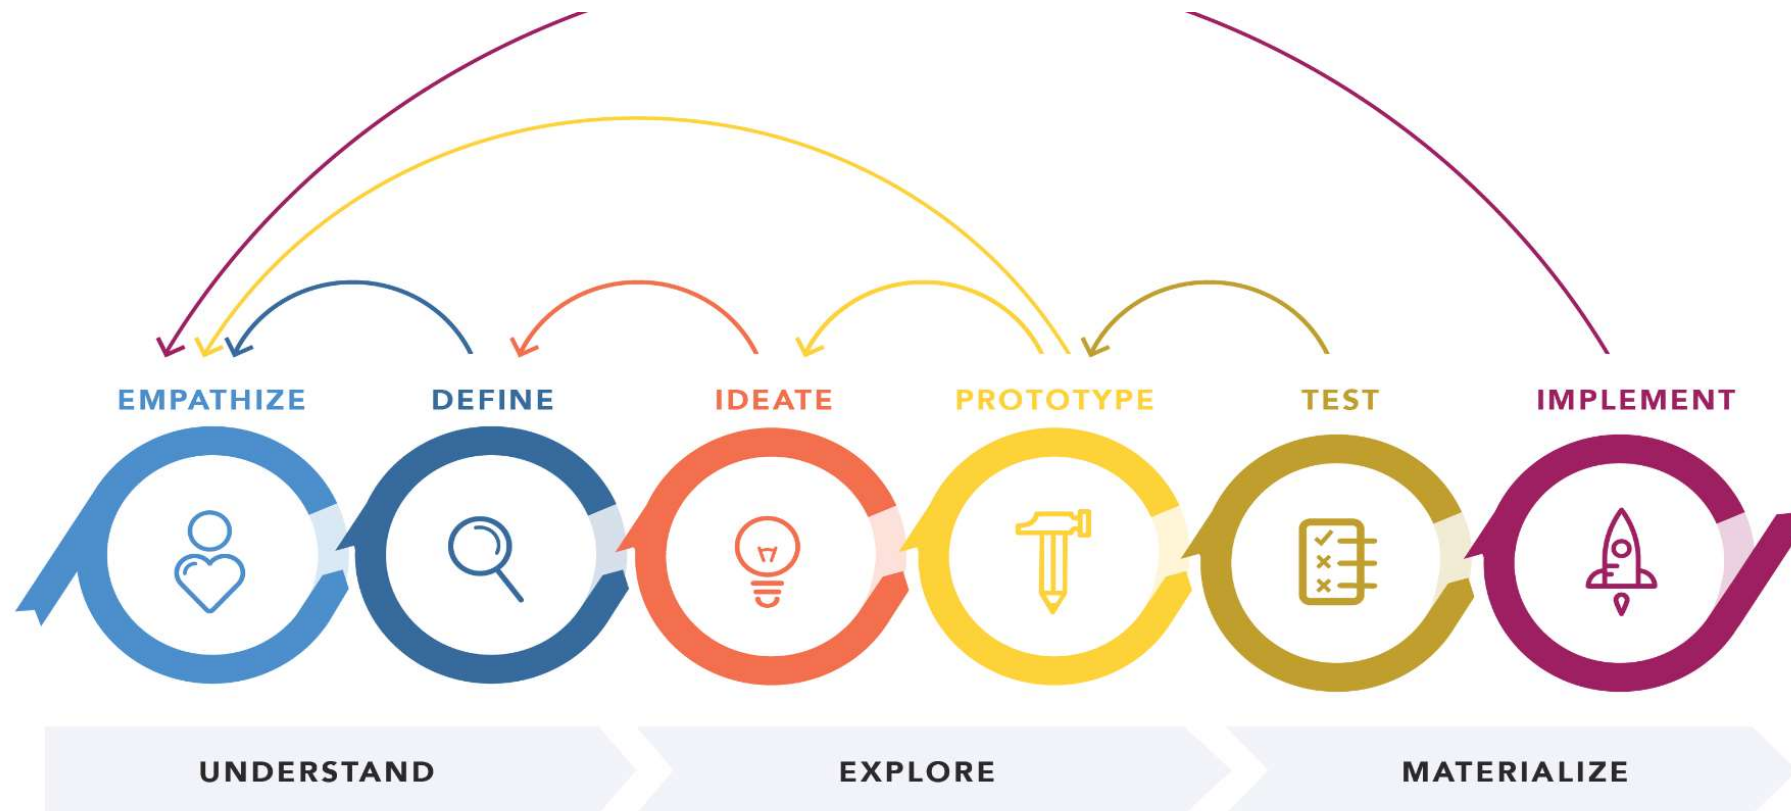 EMPATHIZE
DEFINE
IDEATE
PROTOTYPE
TEST
IMPLEMENT
UNDERSTAND
EXPLORE
MATERIALIZE